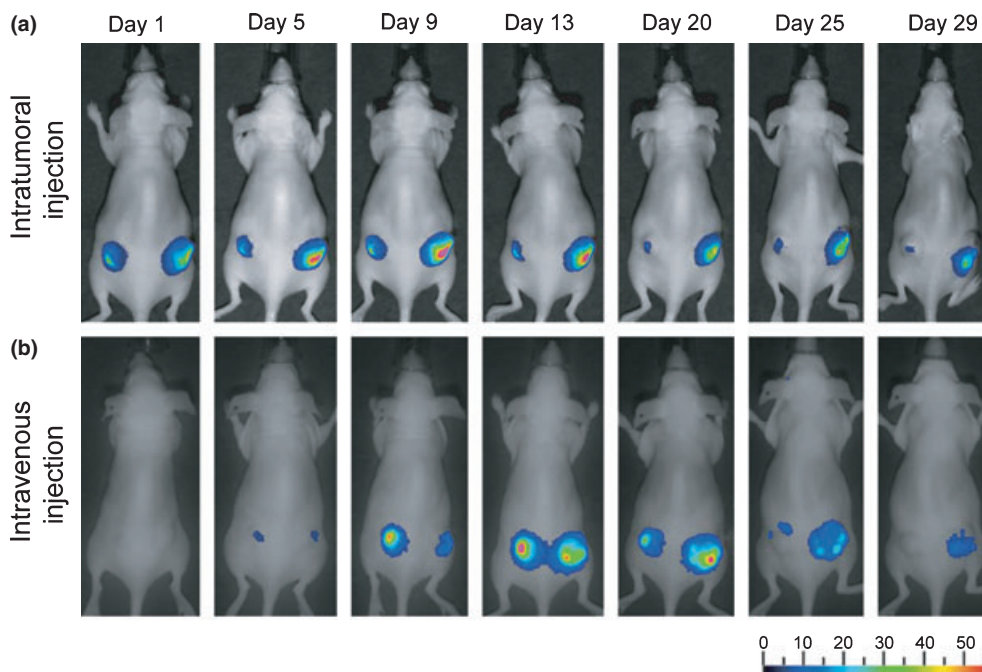 (a)
Day 1 Day 5 Day 9 Day 13 Day 20 Day 25 Day 29
Intratumoral
injection
(b)
Intravenous
injection
0 10 20 30 40 50